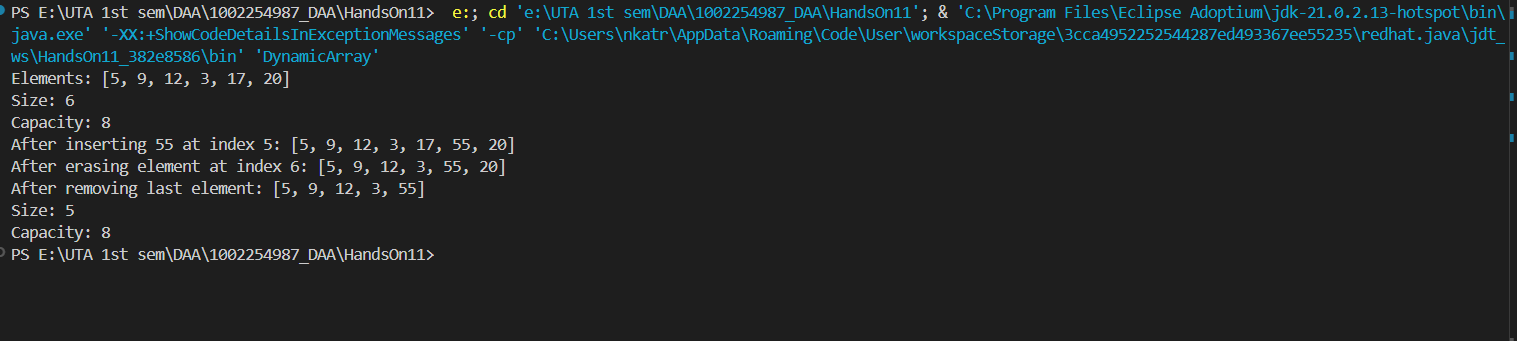 PS E:\UTA 1st sem\DAA\1002254987_DAA\HandsOn11>  e:; cd 'e:\UTA 1st sem\DAA\1002254987_DAA\HandsOn11'; & 'C:\Program Files\Eclipse Adoptium\jdk-21.0.2.13-hotspot\bin\
java.exe' '-XX:+ShowCodeDetailsInExceptionMessages' '-cp' 'C:\Users\nkatr\AppData\Roaming\Code\User\workspaceStorage\3cca4952252544287ed493367ee55235\redhat.java\jdt_
ws\HandsOn11_382e8586\bin' 'DynamicArray'
Elements: [5, 9, 12, 3, 17, 20]
Size: 6
Capacity: 8
After inserting 55 at index 5: [5, 9, 12, 3, 17, 55, 20]
After erasing element at index 6: [5, 9, 12, 3, 55, 20]
After removing last element: [5, 9, 12, 3, 55]
Size: 5
Capacity: 8
PS E:\UTA 1st sem\DAA\1002254987_DAA\HandsOn11>